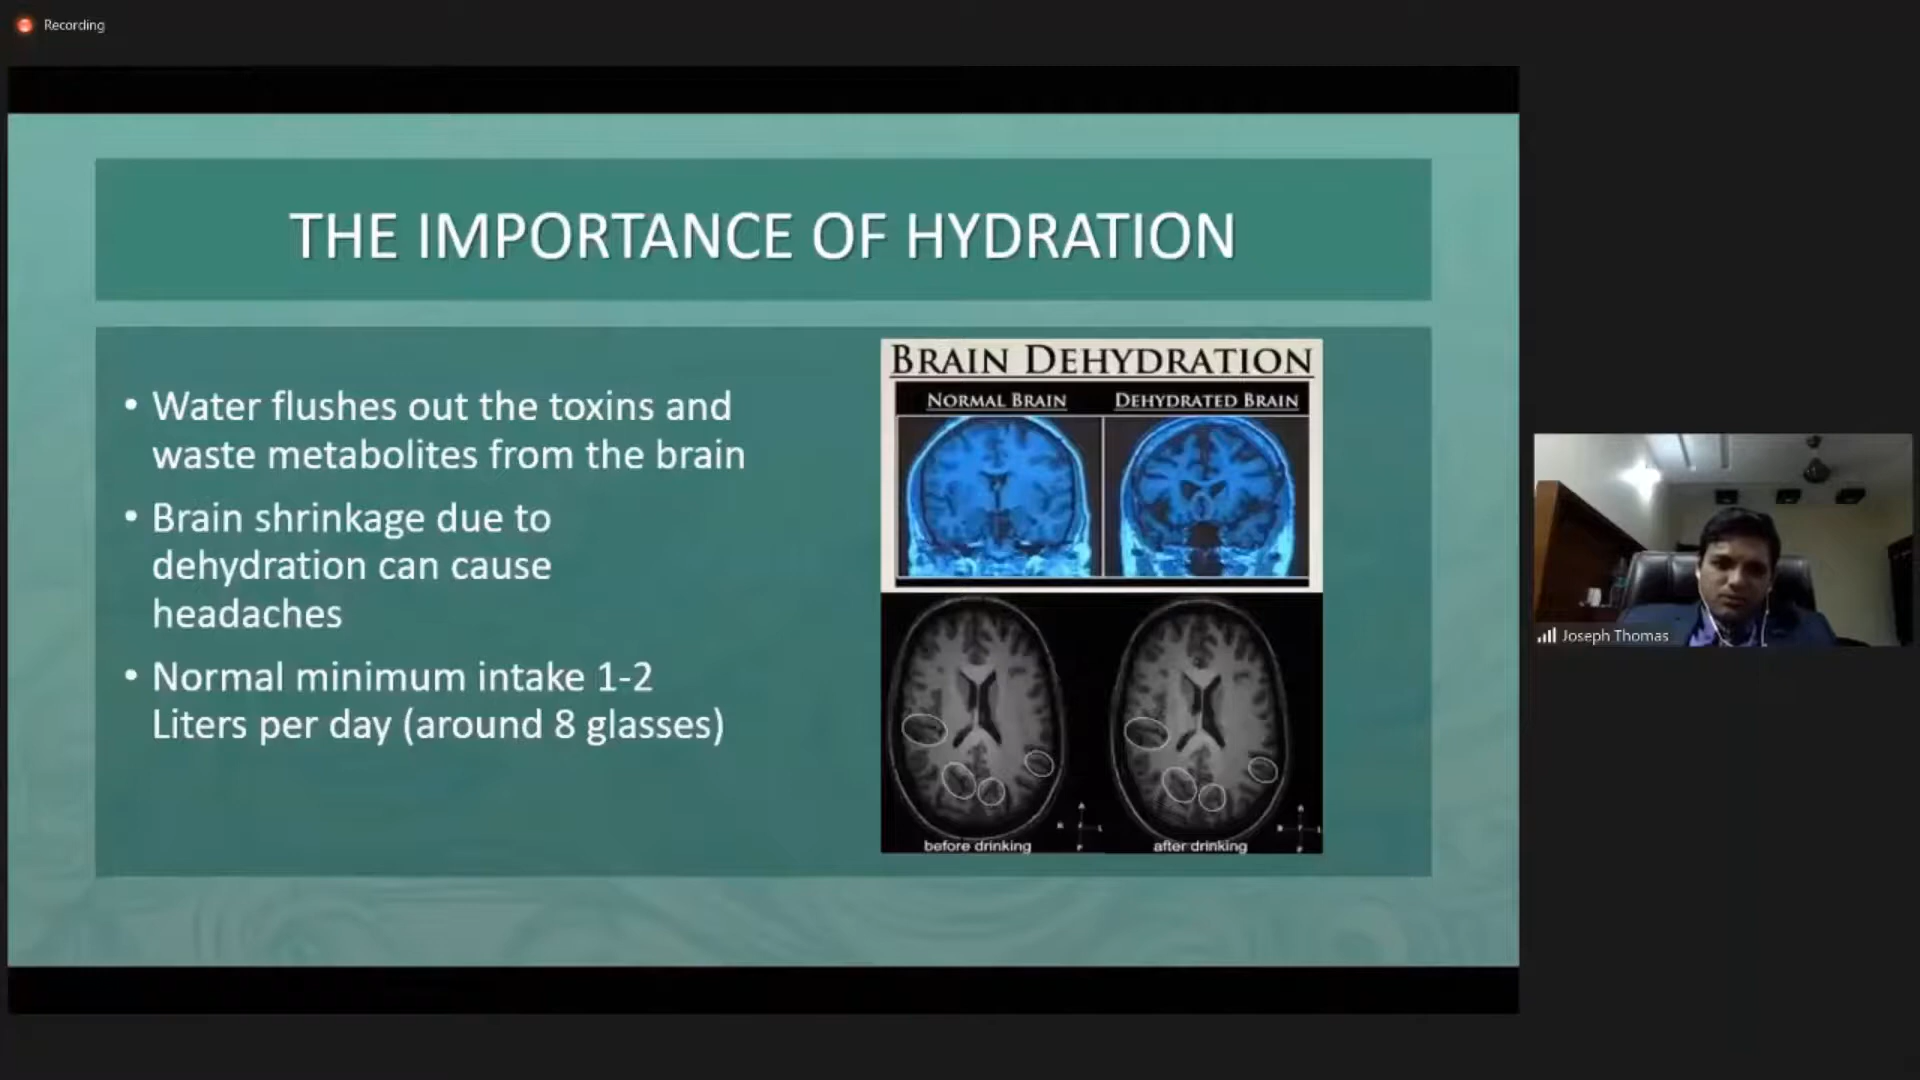 Recording
THE IMPORTANCE OF HYDRATION
• Water flushes out the toxins and
waste metabolites from the brain
• Brain shrinkage due to
dehydration can cause
headaches
• Normal minimum intake 1-2
Liters per day (around 8 glasses)
BRAIN DEHYDRATION
NORMAL BRAIN DEHYDRATED BRAIN
before drinking after drinking
Joseph Thomas